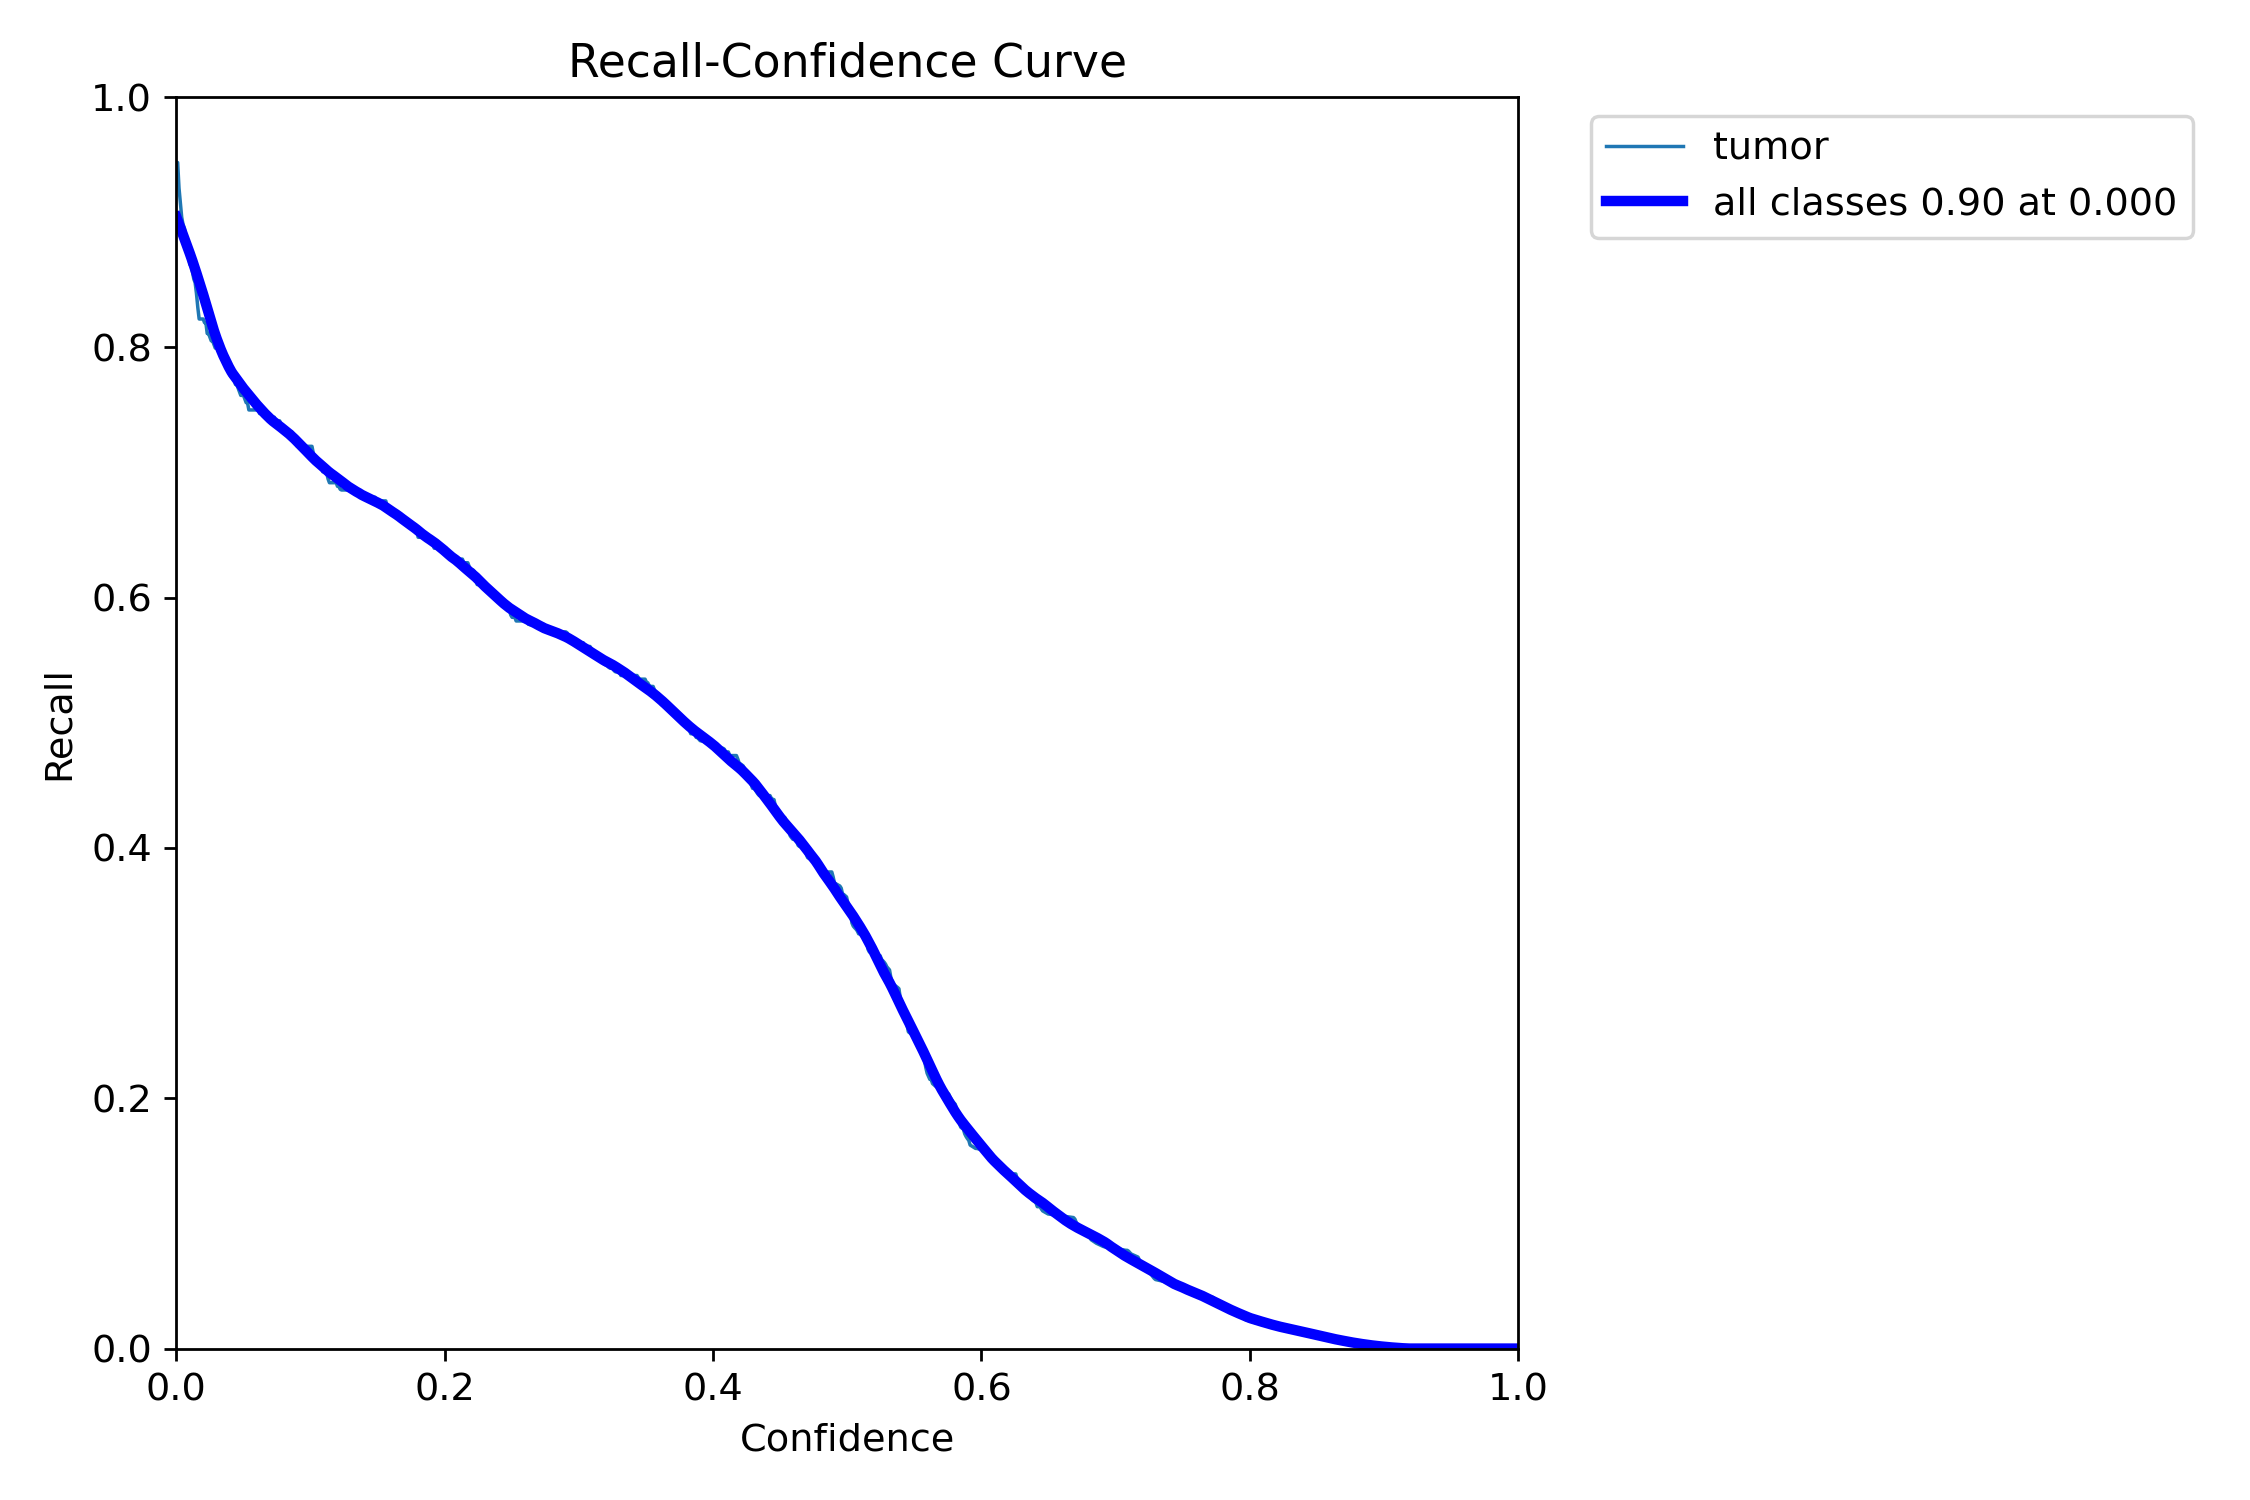 Recall-Confidence Curve
1.0
0.8
0.6
0.4
0.2
0.0
Recall
0.0 0.2 0.4 0.6 0.8 1.0
Confidence
tumor
all classes 0.90 at 0.000